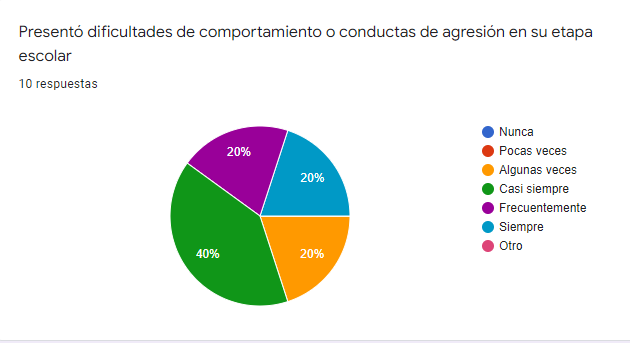 Presentó dificultades de comportamiento o conductas de agresión en su etapa
escolar
10 respuestas
20%
20%
40%
20%
Nunca
Pocas veces
Algunas veces
Casi siempre
Frecuentemente
Siempre
Otro